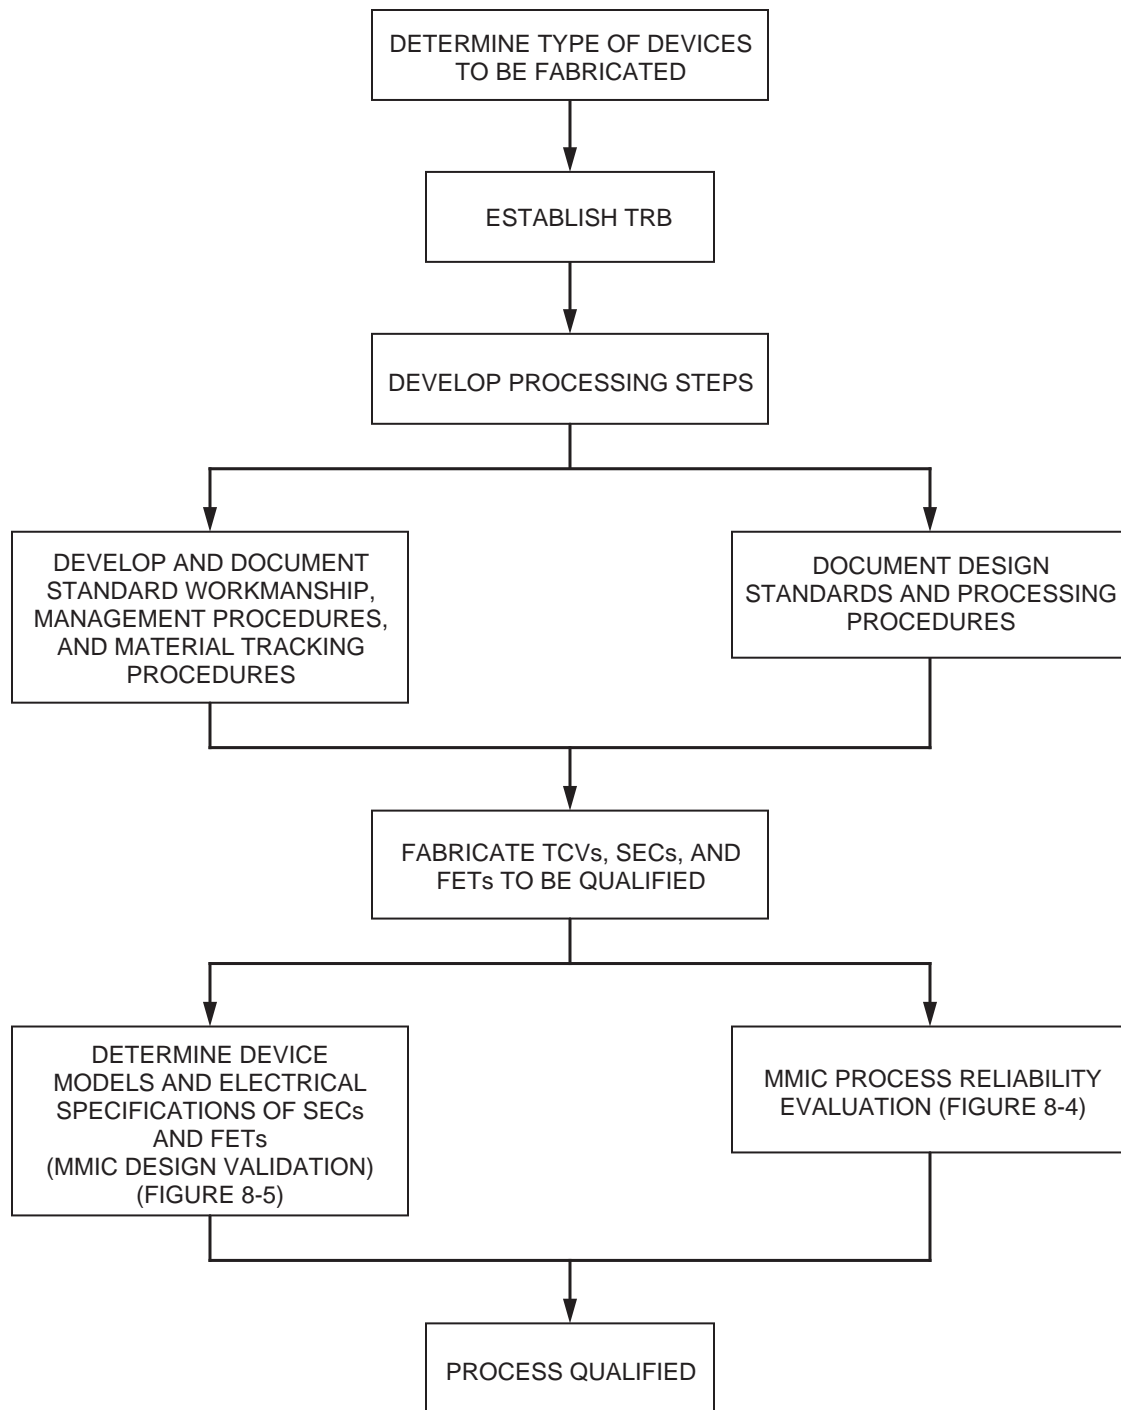 DETERMINE TYPE OF DEVICES
TO BE FABRICATED
ESTABLISH TRB
DEVELOP PROCESSING STEPS
DEVELOP AND DOCUMENT
STANDARD WORKMANSHIP,
MANAGEMENT PROCEDURES,
AND MATERIAL TRACKING
PROCEDURES
DOCUMENT DESIGN
STANDARDS AND PROCESSING
PROCEDURES
FABRICATE TCVs, SECs, AND
FETs TO BE QUALIFIED
DETERMINE DEVICE
MODELS AND ELECTRICAL
SPECIFICATIONS OF SECs
AND FETs
(MMIC DESIGN VALIDATION)
(FIGURE 8-5)
MMIC PROCESS RELIABILITY
EVALUATION (FIGURE 8-4)
PROCESS QUALIFIED